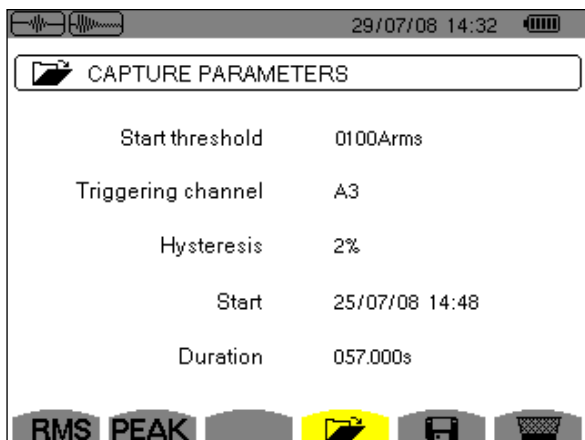 29/07/08 14:32
CAPTURE PARAMETERS
Start threshold 0100Arms
Triggering channel A3
Hysteresis 2%
Start 25/07/08 14:48
Duration 057.000s
RMS PEAK